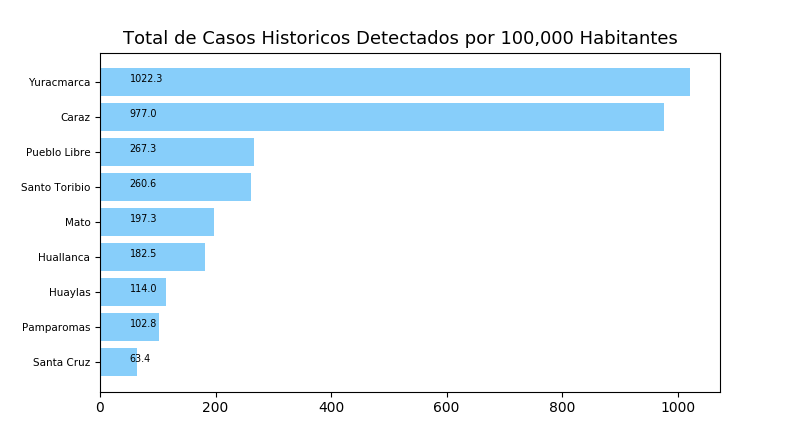 Total de Casos Historicos Detectados por 100,000 Habitantes
Yuracmarca 1022.3
Caraz 977.0
Pueblo Libre 267.3
Santo Toribio 260.6
Mato 197.3
Huallanca 182.5
Huaylas 114.0
Pamparomas 102.8
Santa Cruz 63.4
0 200 400 600 800 1000